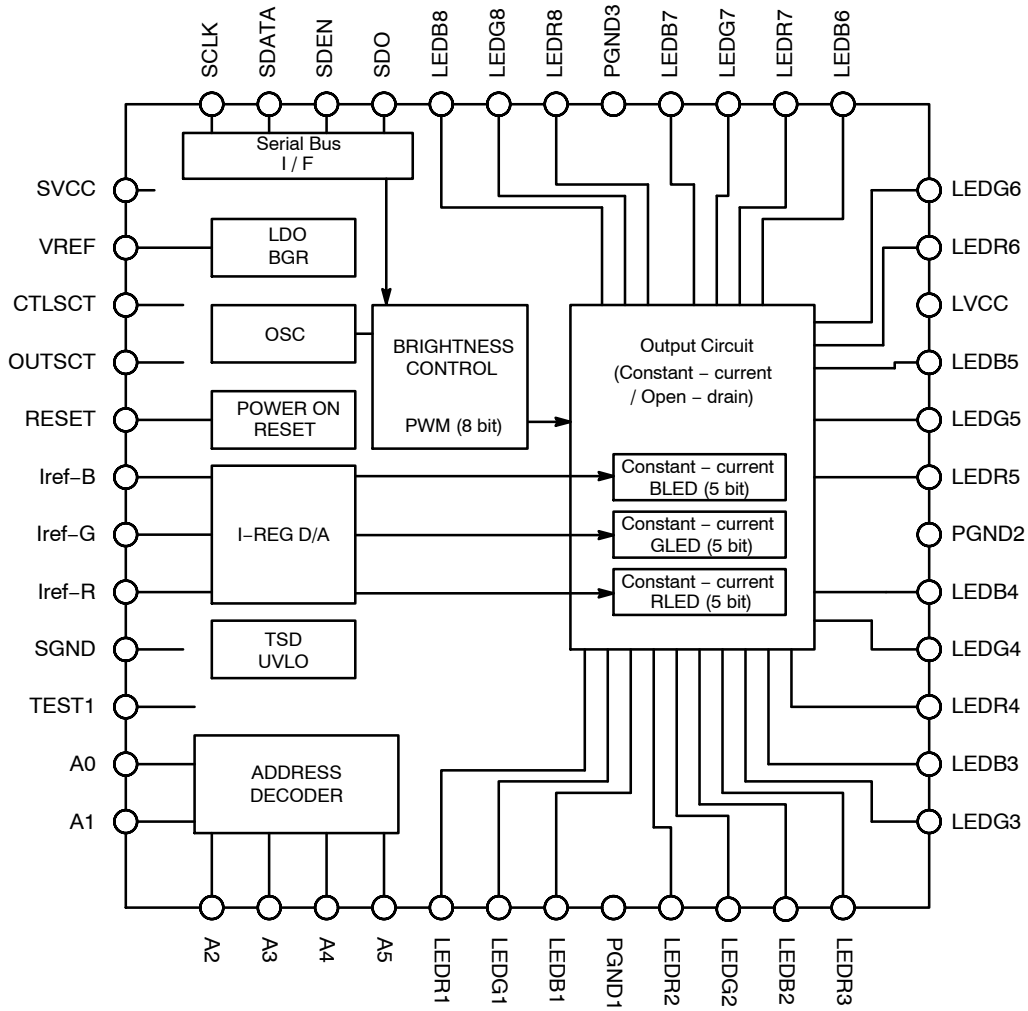 SCLK
SDATA
SDEN
SDO
LEDB8
LEDG8
LEDR8
PGND3
LEDB7
LEDG7
LEDR7
LEDB6
Serial Bus
I / F
SVCC
VREF
CTLSCT
OUTSCT
RESET
Iref−B
Iref−G
Iref−R
SGND
TEST1
A0
A1
LDO
BGR
OSC
POWER ON
RESET
I−REG D/A
TSD
UVLO
ADDRESS
DECODER
BRIGHTNESS
CONTROL
PWM (8 bit)
Output Circuit
(Constant − current
/ Open − drain)
Constant − current
BLED (5 bit)
Constant − current
GLED (5 bit)
Constant − current
RLED (5 bit)
LEDG6
LEDR6
LVCC
LEDB5
LEDG5
LEDR5
PGND2
LEDB4
LEDG4
LEDR4
LEDB3
LEDG3
A2
A3
A4
A5
LEDR1
LEDG1
LEDB1
PGND1
LEDR2
LEDG2
LEDB2
LEDR3